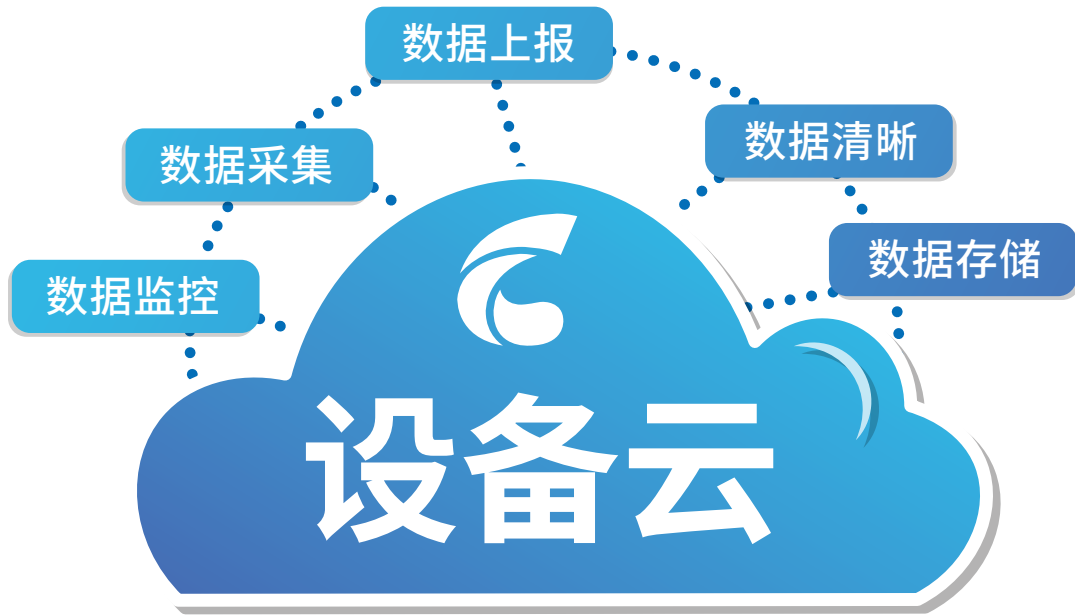 数据上报
数据清晰
数据采集
数据存储
数据监控
设备云